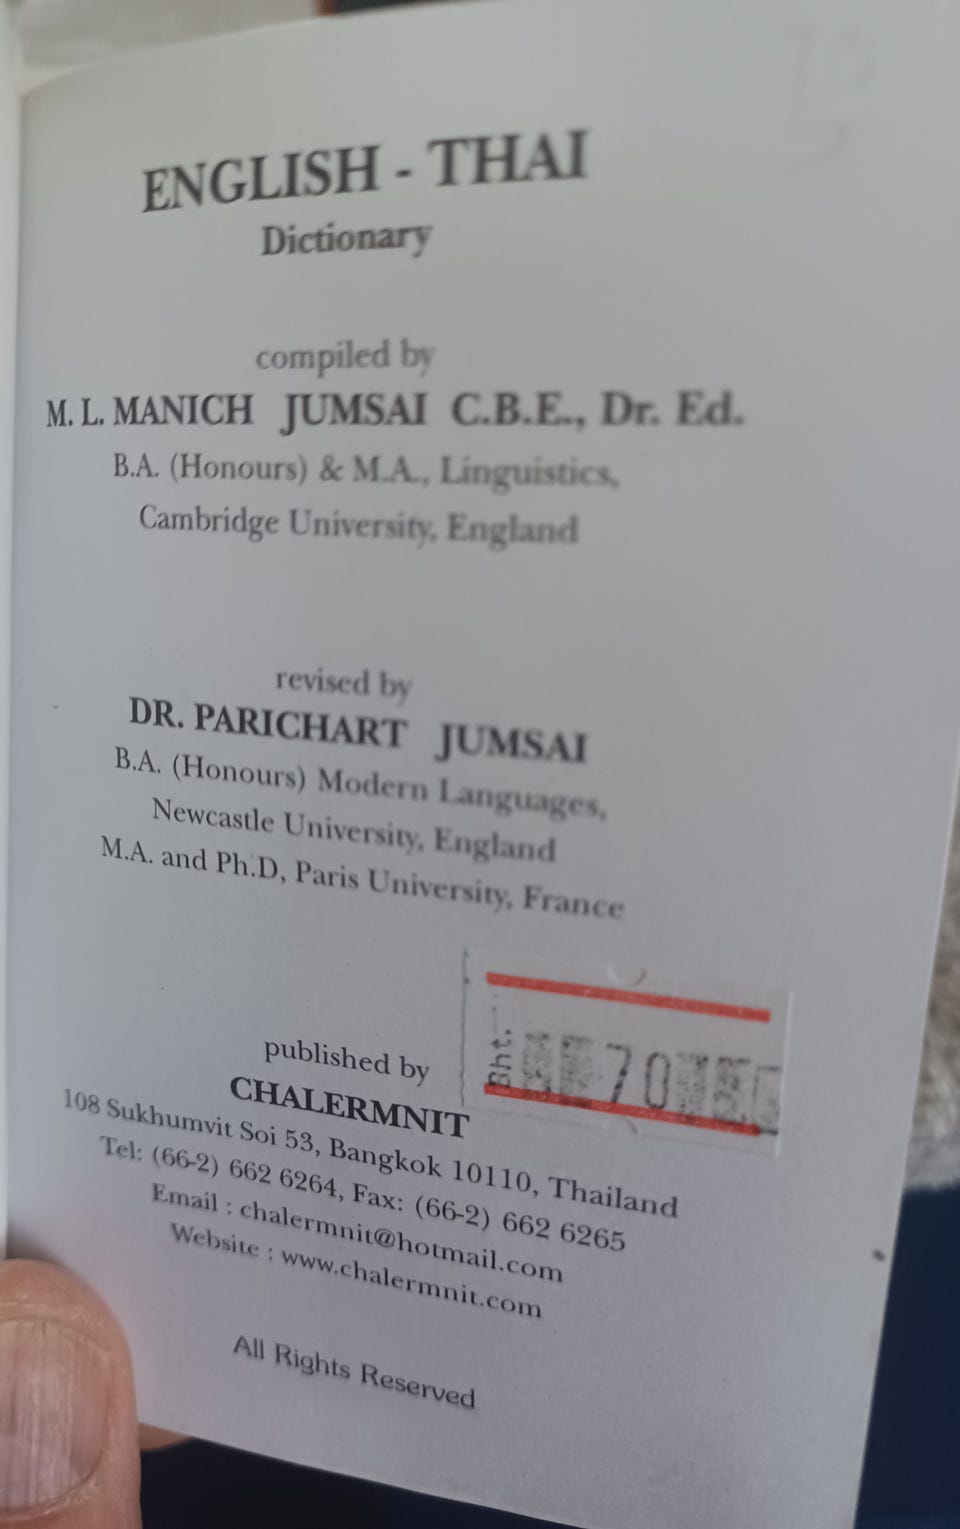 ENGLISH - THAI
Dictionary
compiled by
M. L. MANICH JUMSAI C.B.E., Dr. Ed.
B.A. (Honours) & M.A., Linguistics,
Cambridge University, England
revised by
DR. PARICHART JUMSAI
B.A. (Honours) Modern Languages,
Newcastle University, England
M.A. and Ph.D, Paris University, France
Bht. 70
published by
CHALERMNIT
108 Sukhumvit Soi 53, Bangkok 10110, Thailand
Tel: (66-2) 662 6264, Fax: (66-2) 662 6265
Email : chalermnit@hotmail.com
Website : www.chalermnit.com
All Rights Reserved